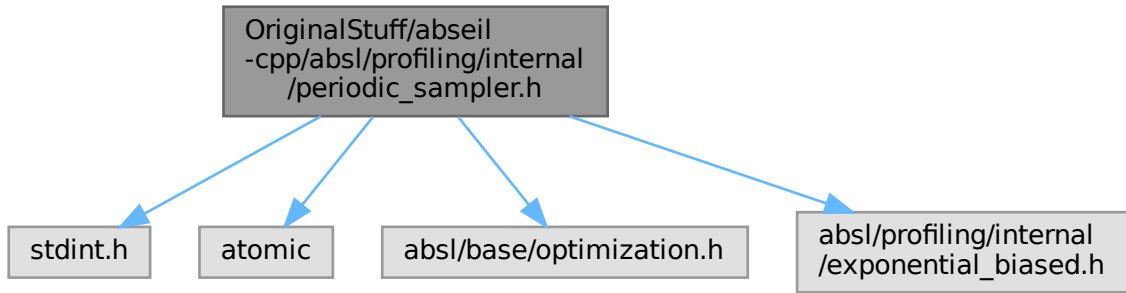 OriginalStuff/abseil
-cpp/absl/profiling/internal
/periodic_sampler.h
stdint.h
atomic
absl/base/optimization.h
absl/profiling/internal
/exponential_biased.h